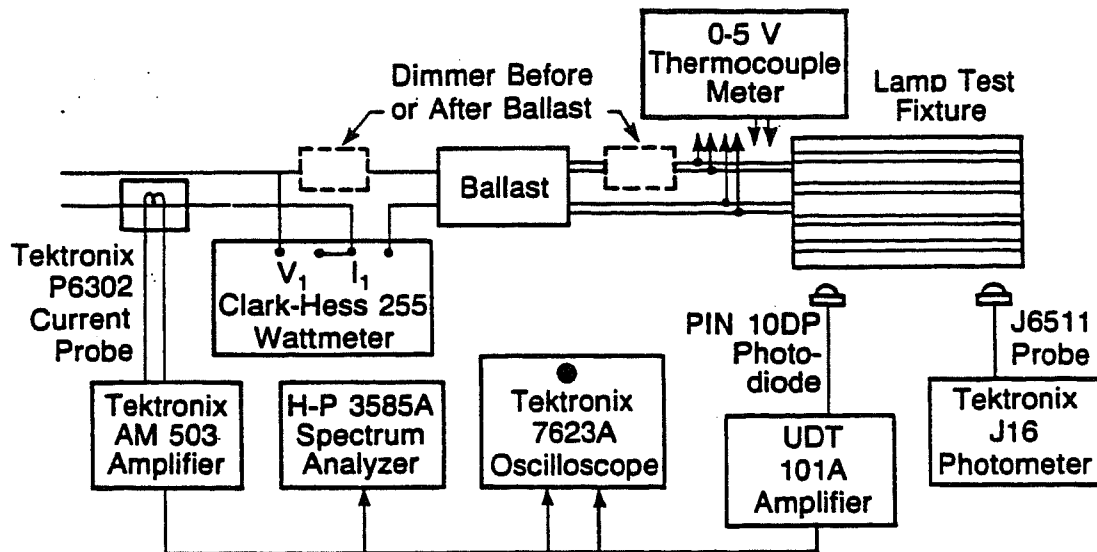 0-5 V
Thermocouple
Meter
Dimmer Before
or After Ballast
Lamp Test
Fixture
Ballast
V1
I1
Clark-Hess 255
Wattmeter
Tektronix
P6302
Current
Probe
PIN 10DP
Photo-
diode
J6511
Probe
Tektronix
AM 503
Amplifier
H-P 3585A
Spectrum
Analyzer
Tektronix
7623A
Oscilloscope
UDT
101A
Amplifier
Tektronix
J16
Photometer